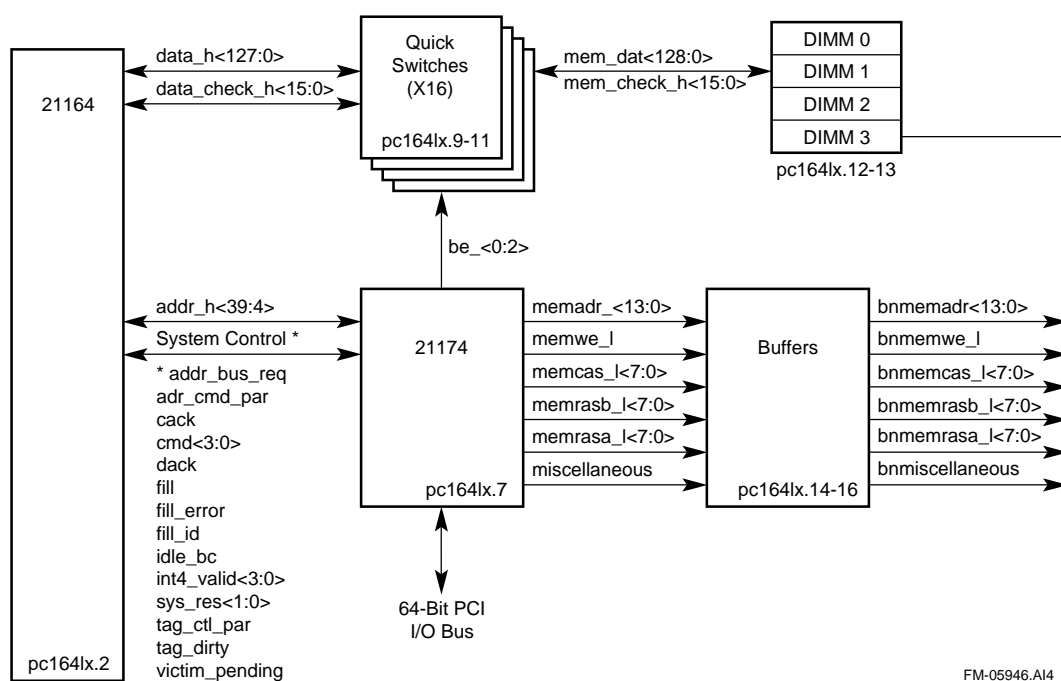 21164
pc164lx.2
data_h<127:0>
data_check_h<15:0>
Quick
Switches
(X16)
pc164lx.9-11
mem_dat<128:0>
mem_check_h<15:0>
DIMM 0
DIMM 1
DIMM 2
DIMM 3
pc164lx.12-13
be_<0:2>
addr_h<39:4>
System Control *
* addr_bus_req
adr_cmd_par
cack
cmd<3:0>
dack
fill
fill_error
fill_id
idle_bc
int4_valid<3:0>
sys_res<1:0>
tag_ctl_par
tag_dirty
victim_pending
21174
pc164lx.7
64-Bit PCI
I/O Bus
memadr_<13:0>
memwe_l
memcas_l<7:0>
memrasb_l<7:0>
memrasa_l<7:0>
miscellaneous
Buffers
pc164lx.14-16
bnmemadr<13:0>
bnmemwe_l
bnmemcas_l<7:0>
bnmemrasb_l<7:0>
bnmemrasa_l<7:0>
bnmiscellaneous
FM-05946.AI4